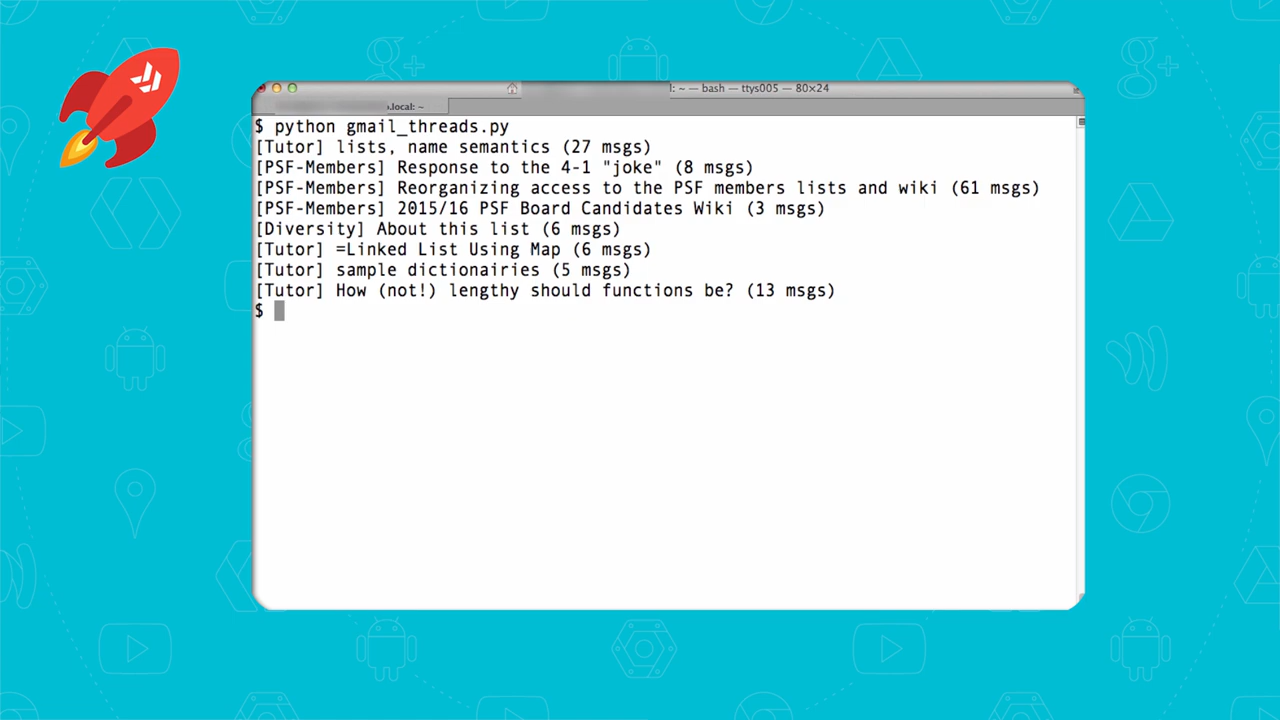 : ~ — bash — ttys005 — 80×24
.local: ~
$ python gmail_threads.py
[Tutor] lists, name semantics (27 msgs)
[PSF-Members] Response to the 4-1 "joke" (8 msgs)
[PSF-Members] Reorganizing access to the PSF members lists and wiki (61 msgs)
[PSF-Members] 2015/16 PSF Board Candidates Wiki (3 msgs)
[Diversity] About this list (6 msgs)
[Tutor] =Linked List Using Map (6 msgs)
[Tutor] sample dictionairies (5 msgs)
[Tutor] How (not!) lengthy should functions be? (13 msgs)
$